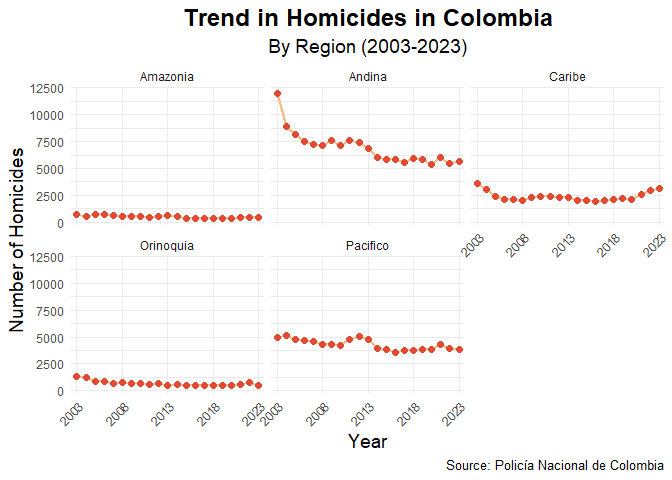 Trend in Homicides in Colombia
By Region (2003-2023)
Number of Homicides
Amazonia
Andina
Caribe
12500
10000
7500
5000
2500
0
2003
2008
2013
2018
2023
Orinoquia
Pacifico
12500
10000
7500
5000
2500
0
2003
2008
2013
2018
2023
2003
2008
2013
2018
2023
Year
Source: Policía Nacional de Colombia